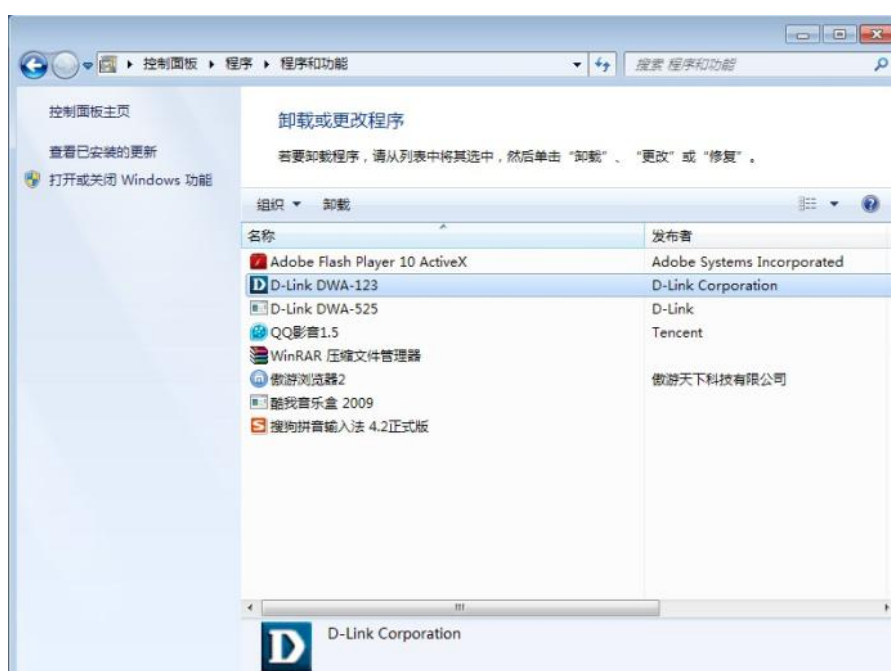 控制面板 程序 程序和功能 搜索 程序和功能
控制面板主页
查看已安装的更新
打开或关闭 Windows 功能
卸载或更改程序
若要卸载程序，请从列表中将其选中，然后单击“卸载”、“更改”或“修复”。
组织 卸载
名称 发布者
Adobe Flash Player 10 ActiveX Adobe Systems Incorporated
D-Link DWA-123 D-Link Corporation
D-Link DWA-525 D-Link
QQ影音1.5 Tencent
WinRAR 压缩文件管理器
傲游浏览器2 傲游天下科技有限公司
酷我音乐盒 2009
搜狗拼音输入法 4.2正式版
D-Link Corporation